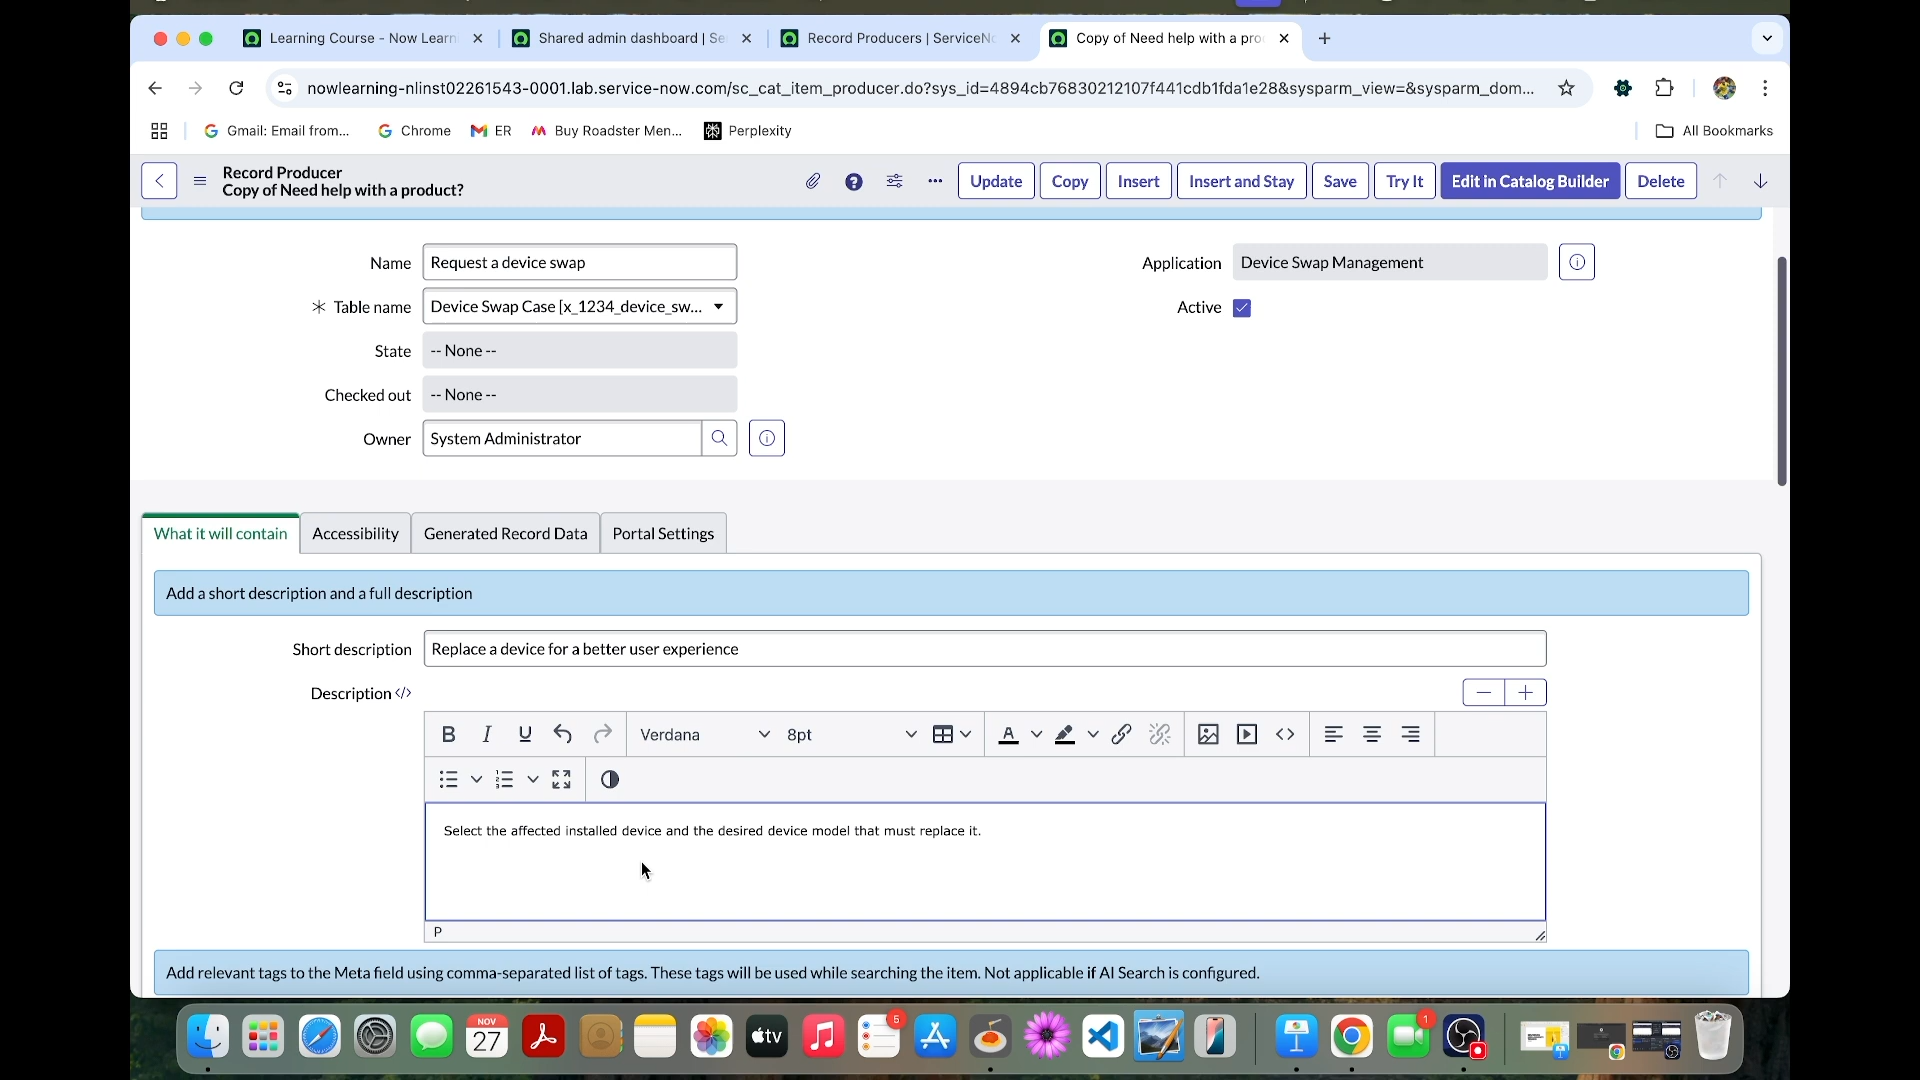 Learning Course - Now Learn
Shared admin dashboard | Se
Record Producers | ServiceNo
Copy of Need help with a pro
nowlearning-nlinst02261543-0001.lab.service-now.com/sc_cat_item_producer.do?sys_id=4894cb76830212107f441cdb1fda1e28&sysparm_view=&sysparm_dom...
Gmail: Email from...
Chrome
ER
Buy Roadster Men...
Perplexity
All Bookmarks
Record Producer
Copy of Need help with a product?
Update
Copy
Insert
Insert and Stay
Save
Try It
Edit in Catalog Builder
Delete
Name
Request a device swap
Application
Device Swap Management
Table name
Device Swap Case [x_1234_device_sw...
Active
State
-- None --
Checked out
-- None --
Owner
System Administrator
What it will contain
Accessibility
Generated Record Data
Portal Settings
Add a short description and a full description
Short description
Replace a device for a better user experience
Description </>
B I U
Verdana
8pt
A
Select the affected installed device and the desired device model that must replace it.
P
Add relevant tags to the Meta field using comma-separated list of tags. These tags will be used while searching the item. Not applicable if AI Search is configured.
NOV
27
tv
5
1